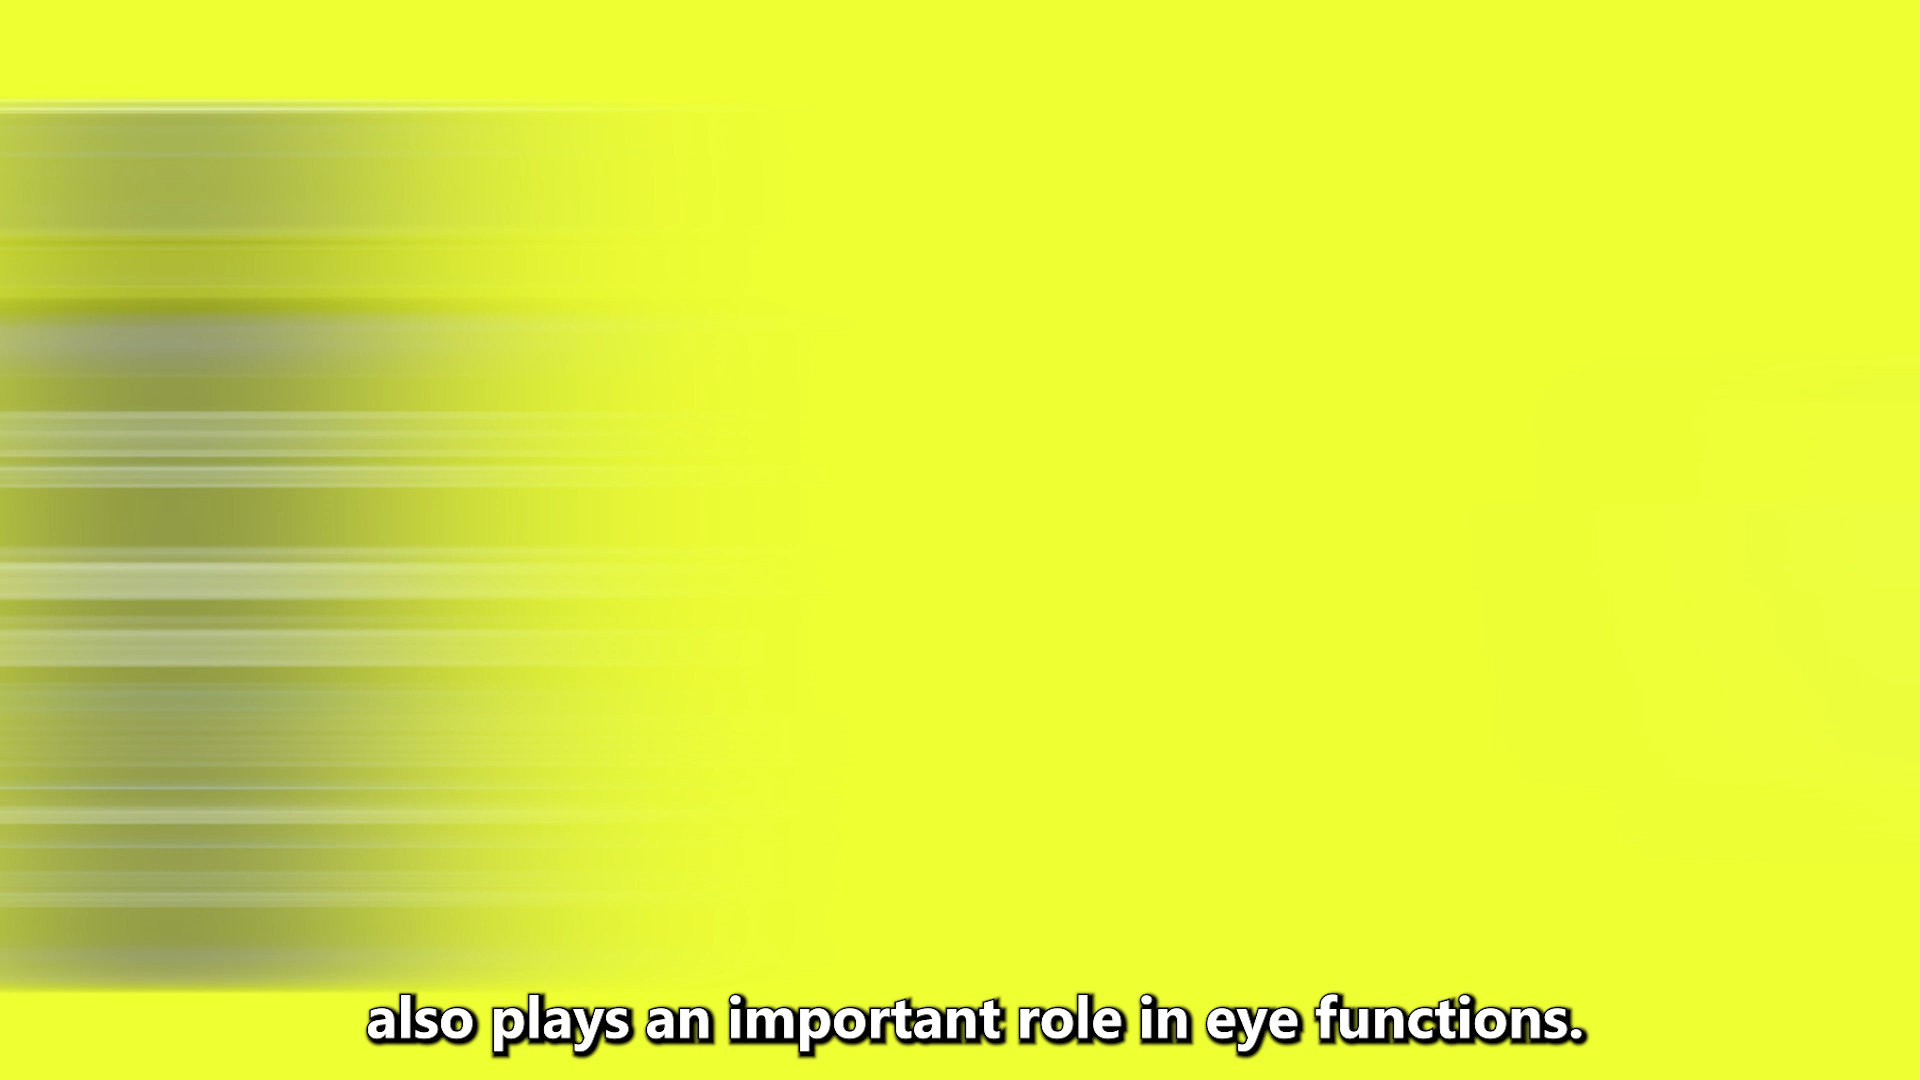 also plays an important role in eye functions.